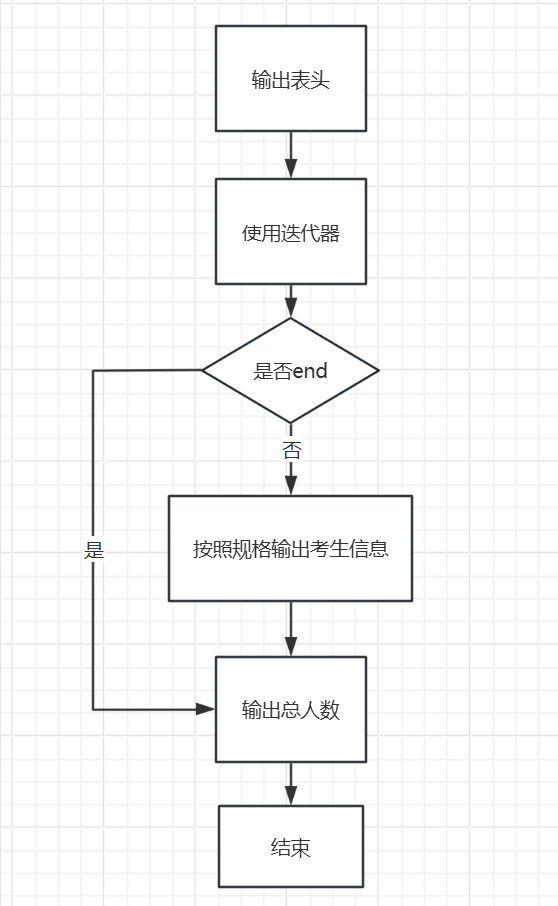 输出表头
使用迭代器
是否end
否
按照规格输出考生信息
是
输出总人数
结束